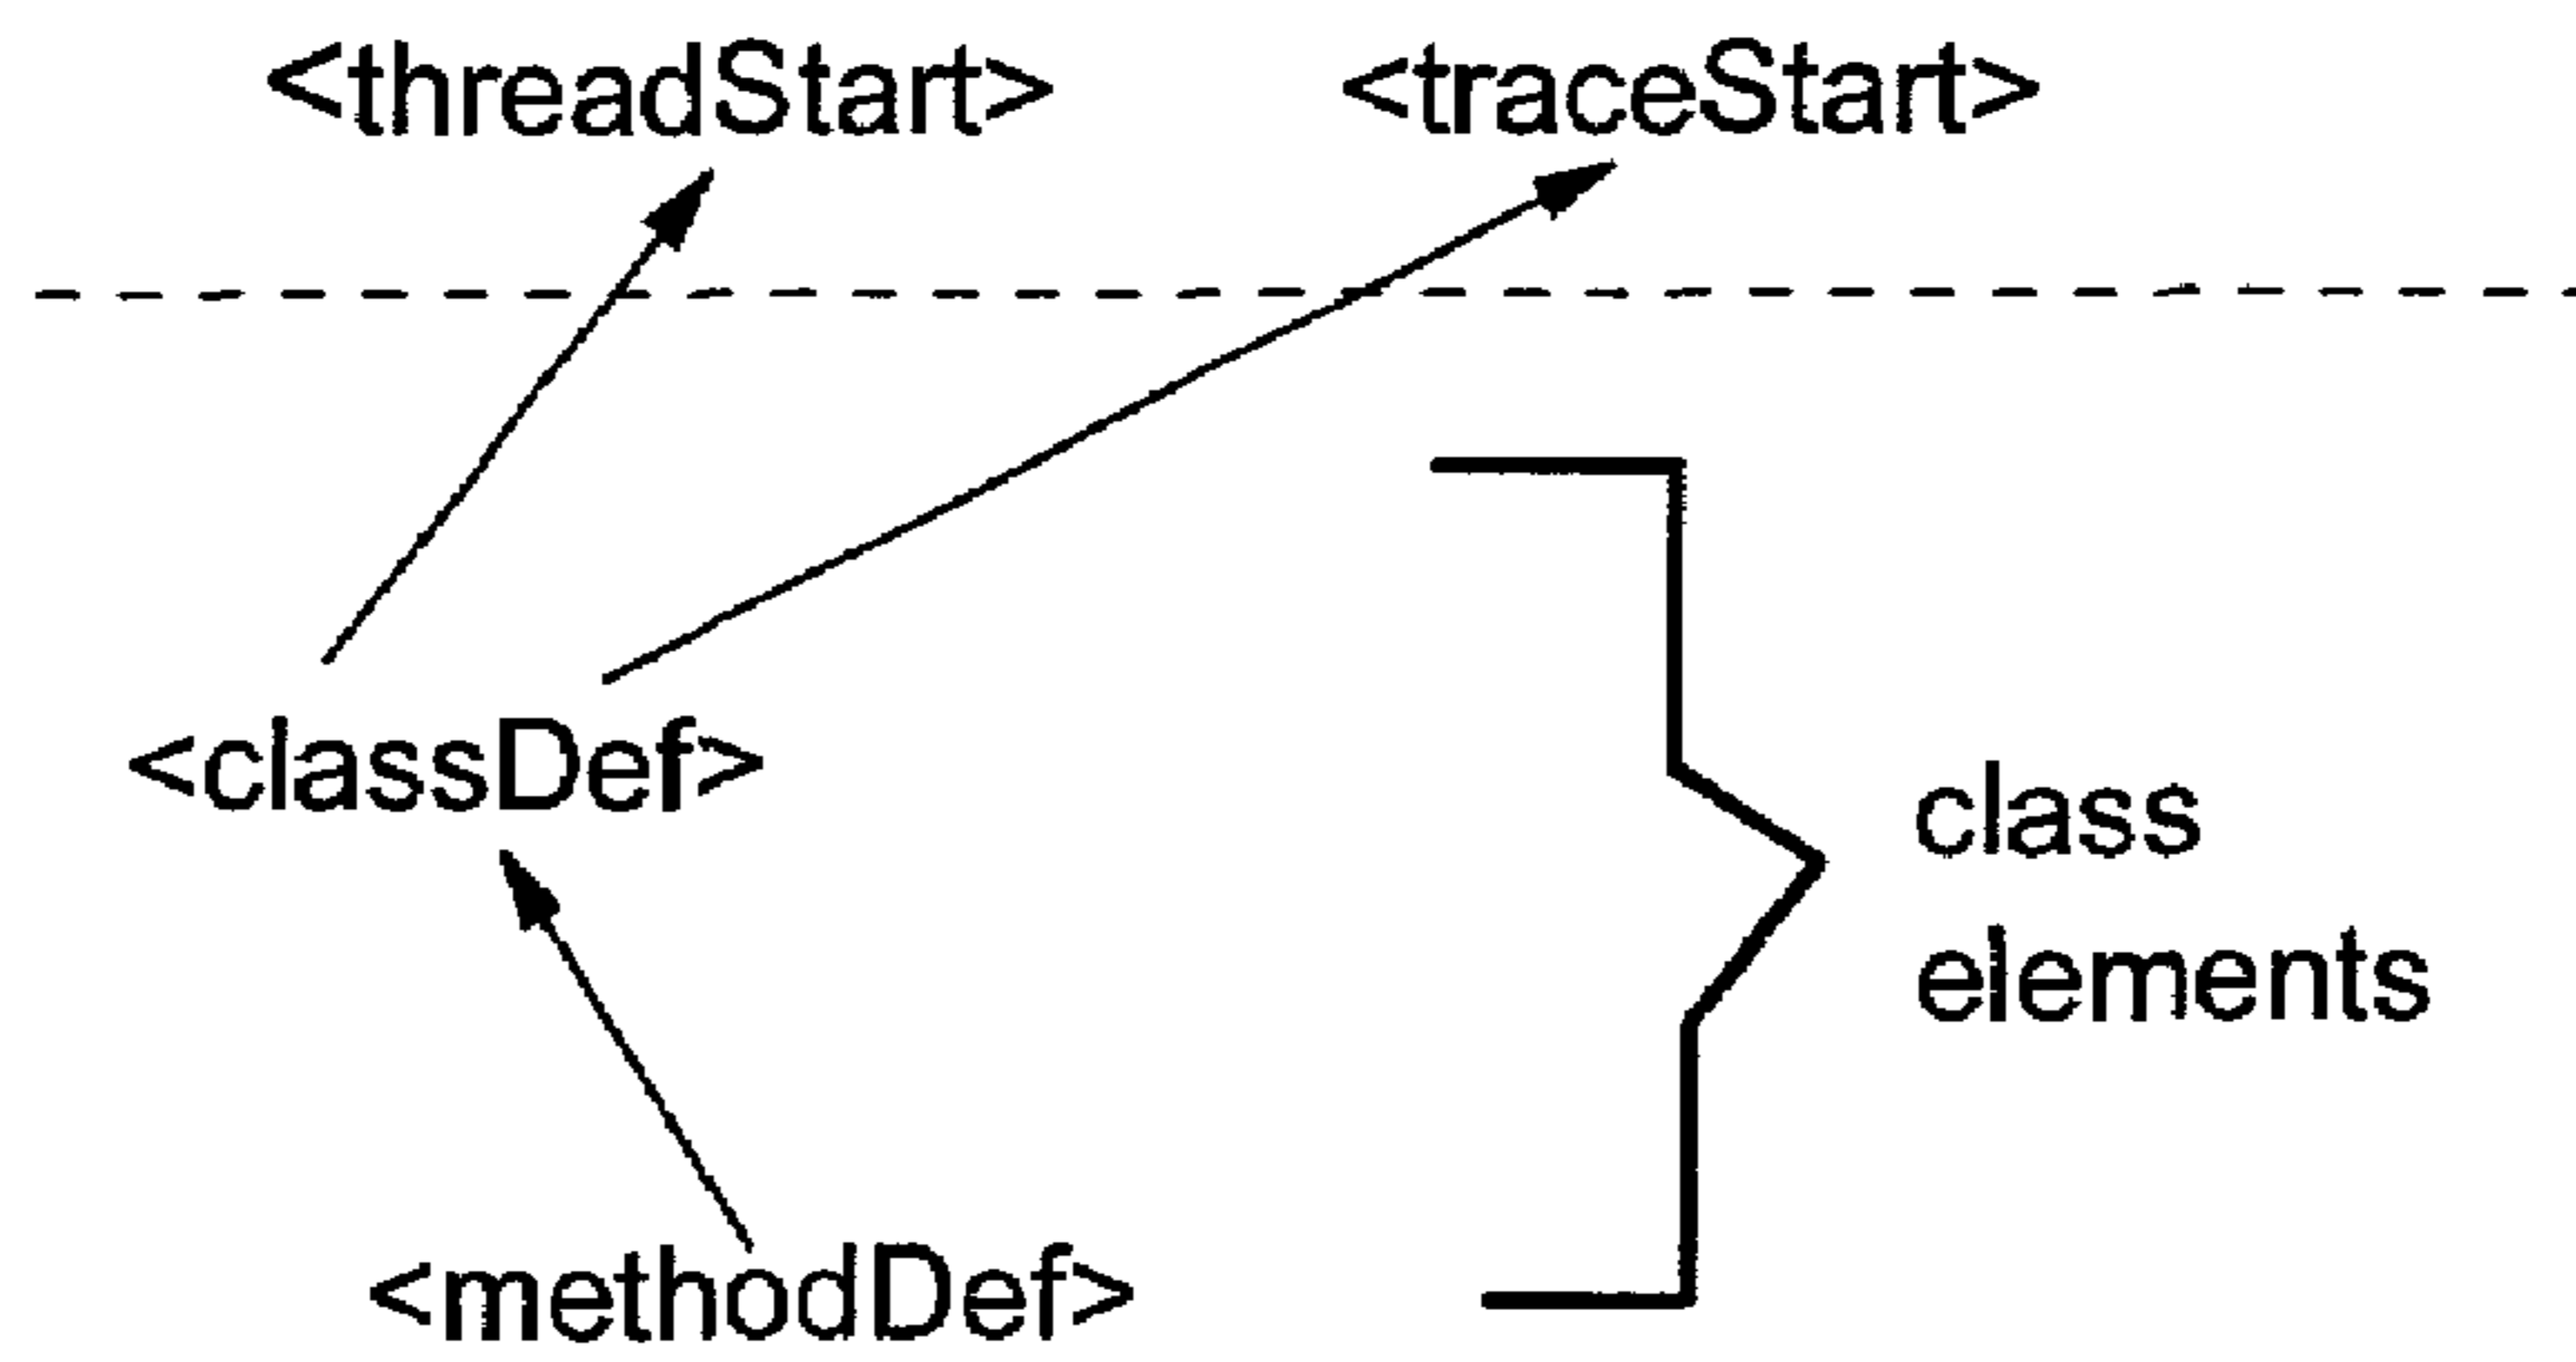 <threadStart> <traceStart>
<classDef>
class
elements
<methodDef>